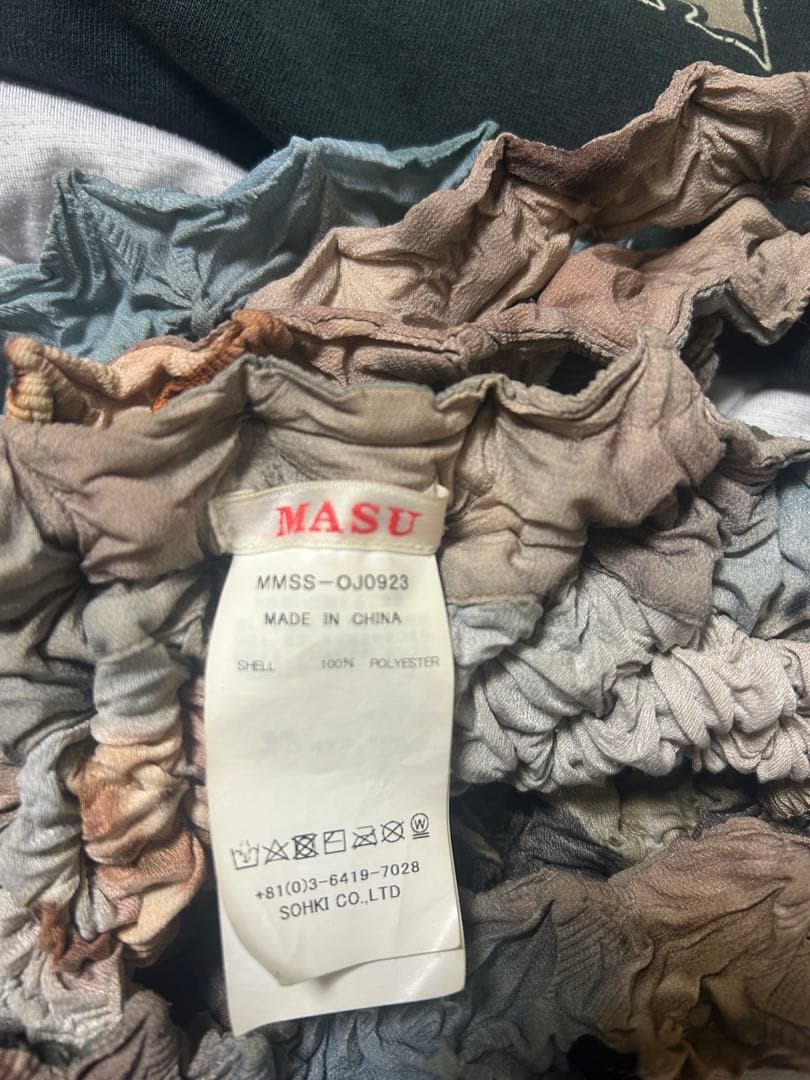 MASU
MMSS-OJ0923
MADE IN CHINA
SHELL 100% POLYESTER
+81(0)3-6419-7028
SOHKI CO.,LTD